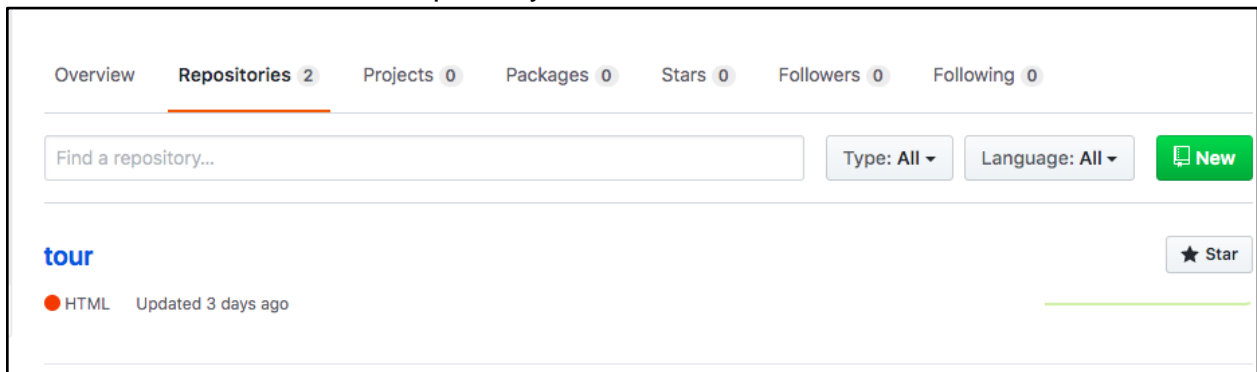 Overview Repositories 2 Projects 0 Packages 0 Stars 0 Followers 0 Following 0
Find a repository... Type: All Language: All New
tour Star
HTML Updated 3 days ago